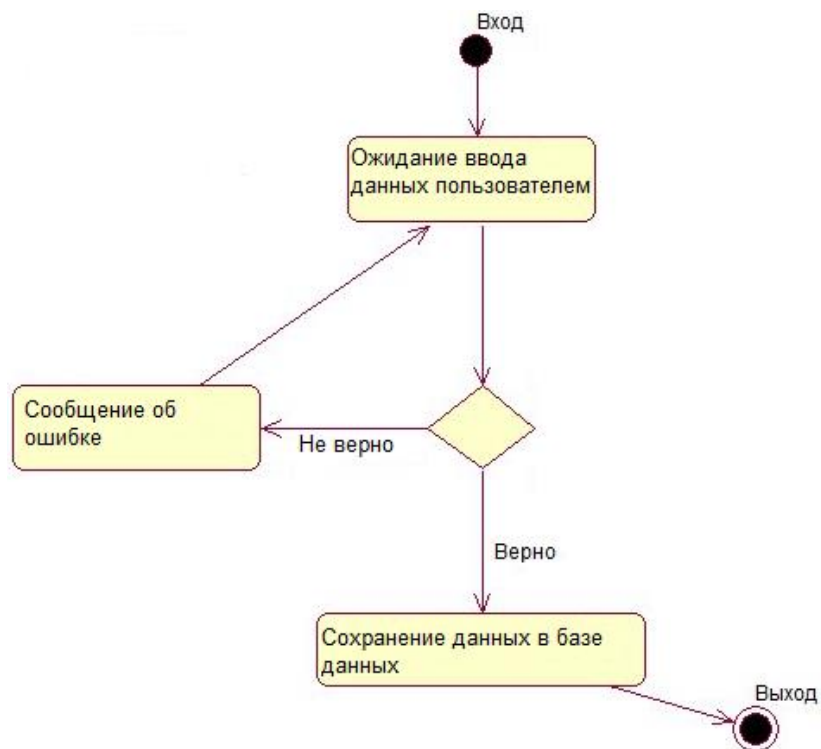 Вход
Ожидание ввода
данных пользователем
Сообщение об
ошибке
Не верно
Верно
Сохранение данных в базе
данных
Выход